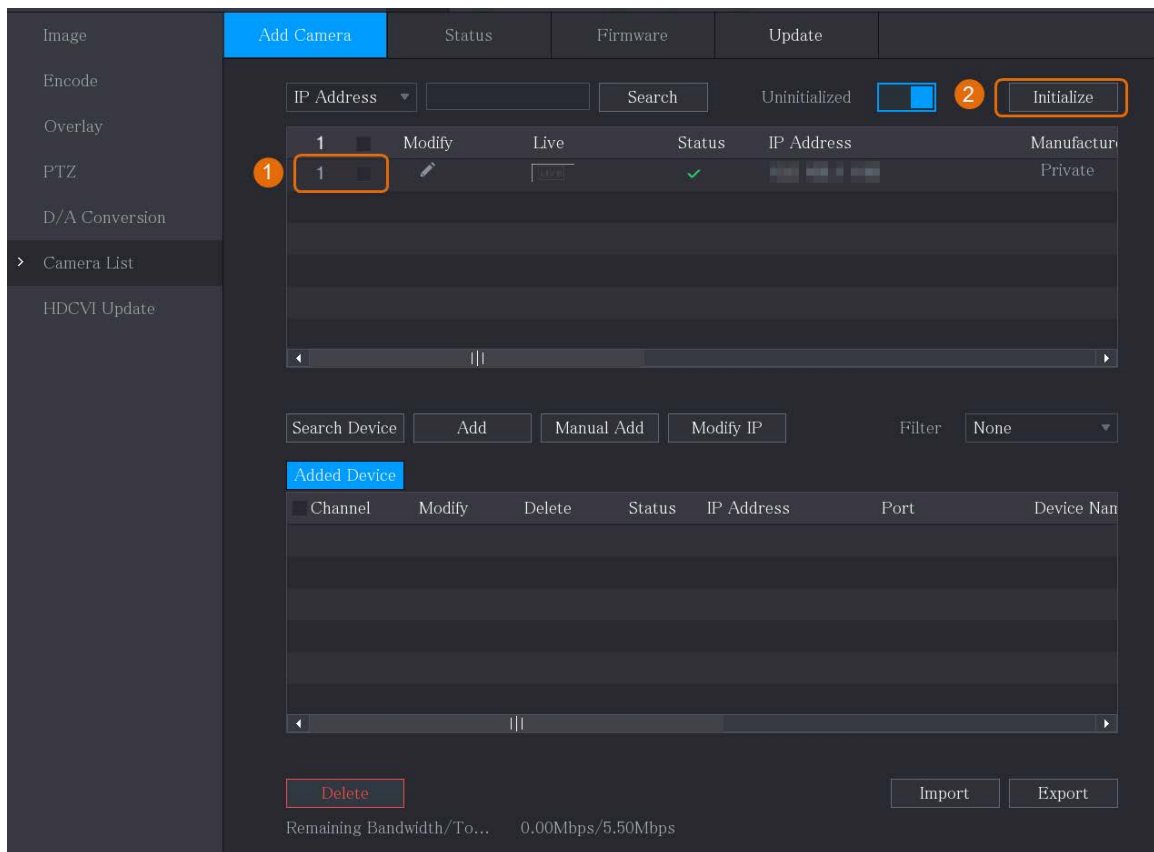 Image
Encode
Overlay
PTZ
D/A Conversion
Camera List
HDCVI Update
Add Camera Status Firmware Update
IP Address Search Uninitialized 2 Initialize
1 Modify Live Status IP Address Manufactur
1 1 Private
Search Device Add Manual Add Modify IP Filter None
Added Device
Channel Modify Delete Status IP Address Port Device Nam
Delete Import Export
Remaining Bandwidth/To... 0.00Mbps/5.50Mbps